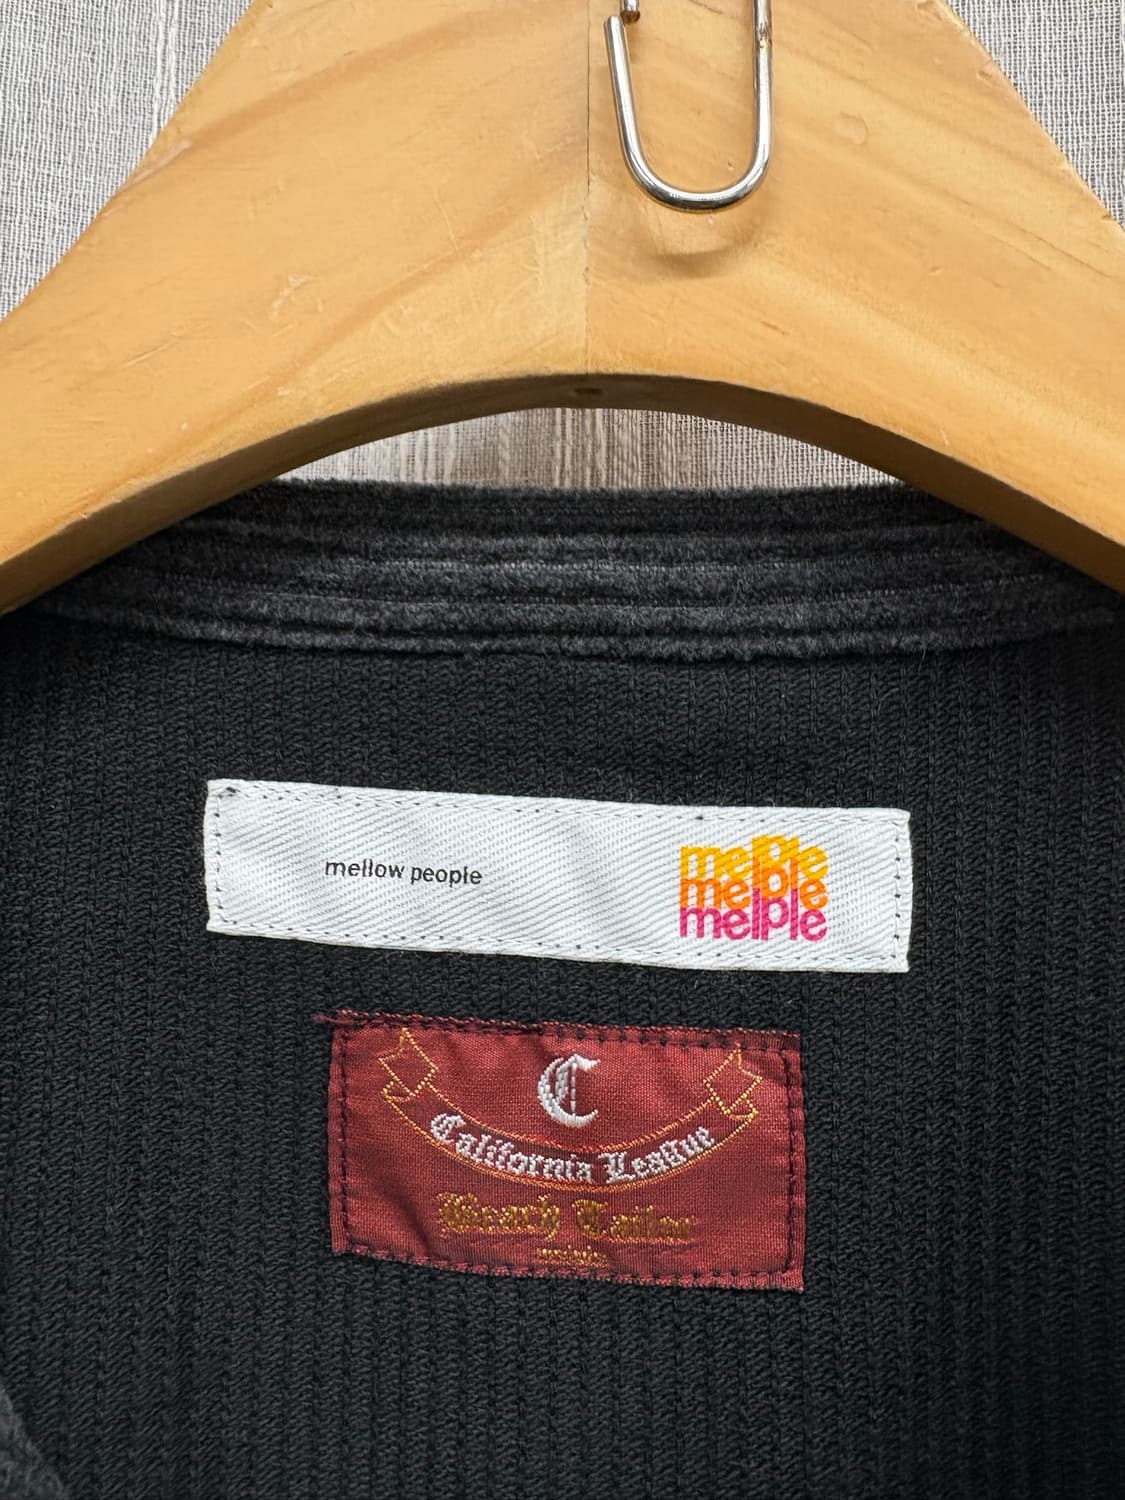 mellow people
melple
melple
melple
C
California League
Beach Tailor